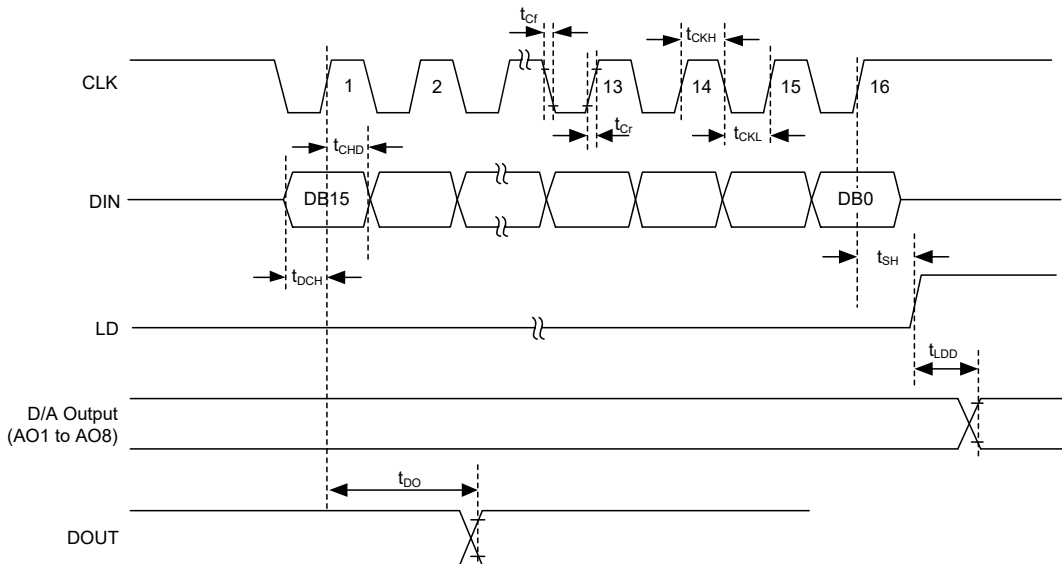 tCf
tCKH
CLK
1
2
13
14
15
16
tCr
tCKL
tCHD
DIN
DB15
DB0
tDCH
tSH
LD
tLDD
D/A Output
(AO1 to AO8)
tDO
DOUT